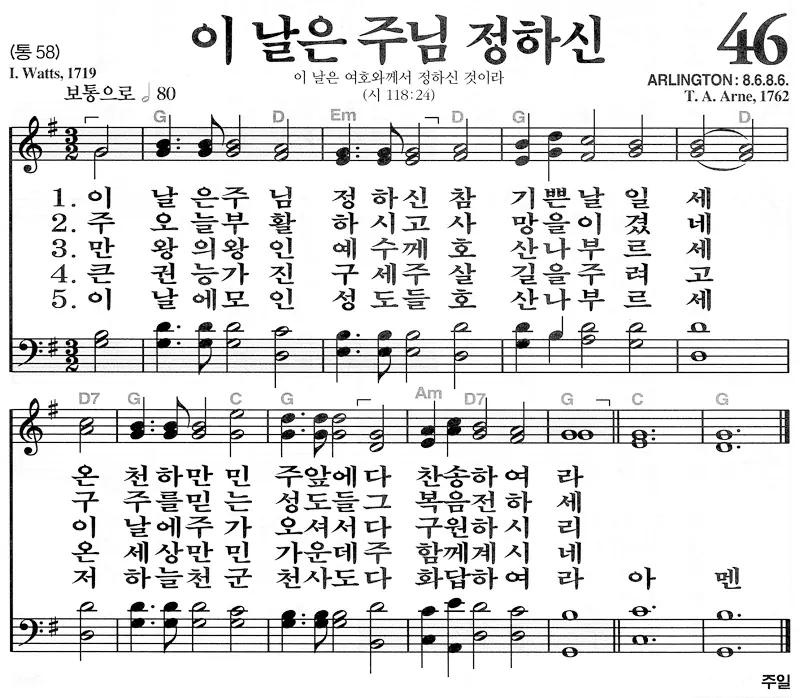 이 날은 주님 정하신
46
(통 58)
I. Watts, 1719
이 날은 여호와께서 정하신 것이라
(시 118:24)
ARLINGTON: 8.6.8.6.
T. A. Arne, 1762
보통으로 𝅗𝅥 80
G D Em D G D
1. 이 날 은주 님 정 하신 참 기 쁜날 일 세
2. 주 오 늘부 활 하 시고 사 망 을이 겼 네
3. 만 왕 의왕 인 예 수께 호 산 나부 르 세
4. 큰 권 능가 진 구 세주 살 길 을주 려 고
5. 이 날 에모 인 성 도들 호 산 나부 르 세
D7 G C G Am D7 G C G
온 천 하만 민 주 앞에 다 찬 송하 여 라
구 주 를믿 는 성 도들 그 복 음전 하 세
이 날 에주 가 오 셔서 다 구 원하 시 리
온 세 상만 민 가 운데 주 함 께계 시 네
저 하 늘천 군 천 사도 다 화 답하 여 라 아 멘
주일